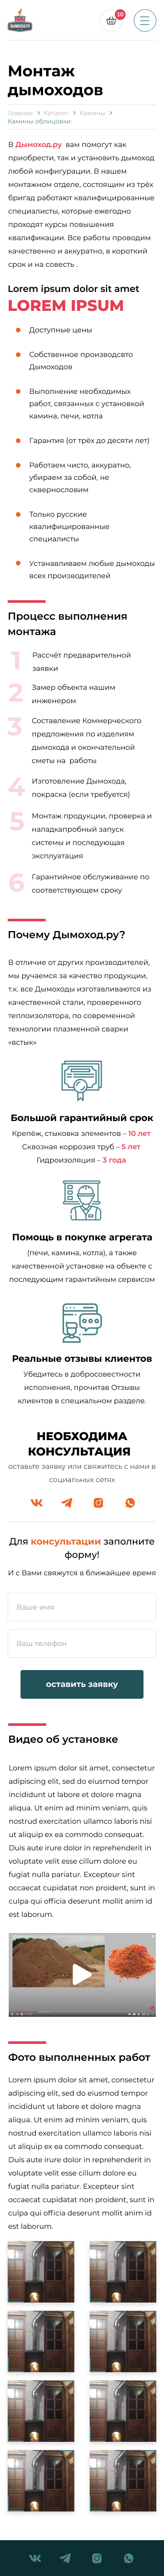 ДЫМОХОД.РУ
10
Монтаж
дымоходов
Главная > Каталог > Камины >
Камины облицовки
В Дымоход.ру вам помогут как
приобрести, так и установить дымоход
любой конфигурации. В нашем
монтажном отделе, состоящим из трёх
бригад работают квалифицированные
специалисты, которые ежегодно
проходят курсы повышения
квалификации. Все работы проводим
качественно и аккуратно, в короткий
срок и на совесть .
Lorem ipsum dolor sit amet
LOREM IPSUM
Доступные цены
Собственное производсвто
Дымоходов
Выполнение необходимых
работ, связанных с установкой
камина, печи, котла
Гарантия (от трёх до десяти лет)
Работаем чисто, аккуратно,
убираем за собой, не
сквернословим
Только русские
квалифицированные
специалисты
Устанавливаем любые дымоходы
всех производителей
Процесс выполнения
монтажа
1 Рассчёт предварительной
заявки
2 Замер объекта нашим
инженером
3 Составление Коммерческого
предложения по изделиям
дымохода и окончательной
сметы на работы
4 Изготовление Дымохода,
покраска (если требуется)
5 Монтаж продукции, проверка и
наладкапробный запуск
системы и последующая
эксплуатация
6 Гарантийное обслуживание по
соответствующем сроку
Почему Дымоход.ру?
В отличие от других производителей,
мы ручаемся за качество продукции,
т.к. все Дымоходы изготавливаются из
качественной стали, проверенного
теплоизолятора, по современной
технологии плазменной сварки
«встык»
Большой гарантийный срок
Крепёж, стыковка элементов – 10 лет
Сквозная коррозия труб – 5 лет
Гидроизоляция – 3 года
Помощь в покупке агрегата
(печи, камина, котла), а также
качественной установке на объекте с
последующим гарантийным сервисом
Реальные отзывы клиентов
Убедитесь в добросовестности
исполнения, прочитав Отзывы
клиентов в специальном разделе.
НЕОБХОДИМА
КОНСУЛЬТАЦИЯ
оставьте заявку или свяжитесь с нами в
социальных сетях
Для консультации заполните
форму!
И с Вами свяжутся в ближайшее время
Ваше имя
Ваш телефон
оставить заявку
Видео об установке
Lorem ipsum dolor sit amet, consectetur
adipiscing elit, sed do eiusmod tempor
incididunt ut labore et dolore magna
aliqua. Ut enim ad minim veniam, quis
nostrud exercitation ullamco laboris nisi
ut aliquip ex ea commodo consequat.
Duis aute irure dolor in reprehenderit in
voluptate velit esse cillum dolore eu
fugiat nulla pariatur. Excepteur sint
occaecat cupidatat non proident, sunt in
culpa qui officia deserunt mollit anim id
est laborum.
Фото выполненных работ
Lorem ipsum dolor sit amet, consectetur
adipiscing elit, sed do eiusmod tempor
incididunt ut labore et dolore magna
aliqua. Ut enim ad minim veniam, quis
nostrud exercitation ullamco laboris nisi
ut aliquip ex ea commodo consequat.
Duis aute irure dolor in reprehenderit in
voluptate velit esse cillum dolore eu
fugiat nulla pariatur. Excepteur sint
occaecat cupidatat non proident, sunt in
culpa qui officia deserunt mollit anim id
est laborum.